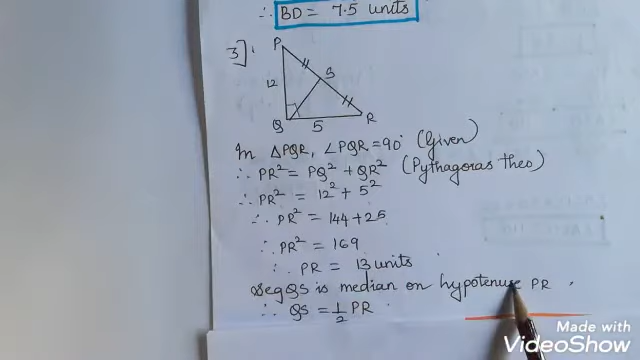 ∴ BD = 7.5 units
3].
P
S
12
Q
5
R
In △PQR, ∠PQR = 90° (Given)
∴ PR² = PQ² + QR² (Pythagoras theo)
∴ PR² = 12² + 5²
∴ PR² = 144 + 25
∴ PR² = 169
∴ PR = 13 units
Seg QS is median on hypotenuse PR
∴ QS = 1/2 PR
Made with
VideoShow